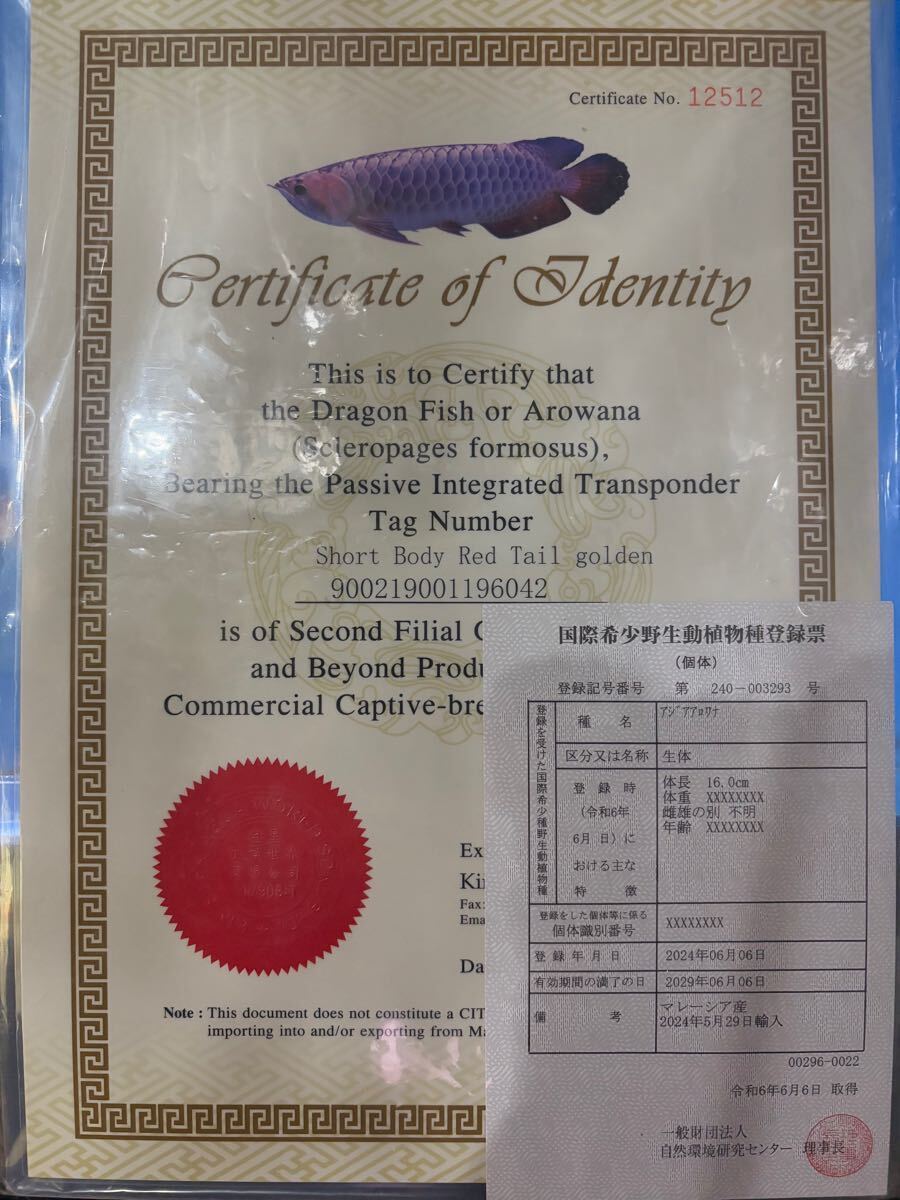 Certificate No. 12512
Certificate of Identity
This is to Certify that
the Dragon Fish or Arowana
(Scleropages formosus),
Bearing the Passive Integrated Transponder
Tag Number
Short Body Red Tail golden
900219001196042
is of Second Filial
and Beyond
Commercial
Fax:
Note : This document does not constitute a
importing into and/or exporting from
国際希少野生動植物種登録票
(個体)
登録記号番号 第 240-003293 号
登録を受けた国際希少野生動植物種
種 名 アジアアロワナ
区分又は名称 生体
登録時
(令和6年
6月 日)に
おける主な
特 徴
体長 16.0cm
体重 XXXXXXXX
雌雄の別 不明
年齢 XXXXXXXX
登録をした個体等に係る
個体識別番号 XXXXXXXX
登録年月日 2024年06月06日
有効期間の満了の日 2029年06月06日
備 考 マレーシア産
2024年5月29日輸入
00296-0022
令和6年6月6日 取得
一般財団法人
自然環境研究センター 理事長